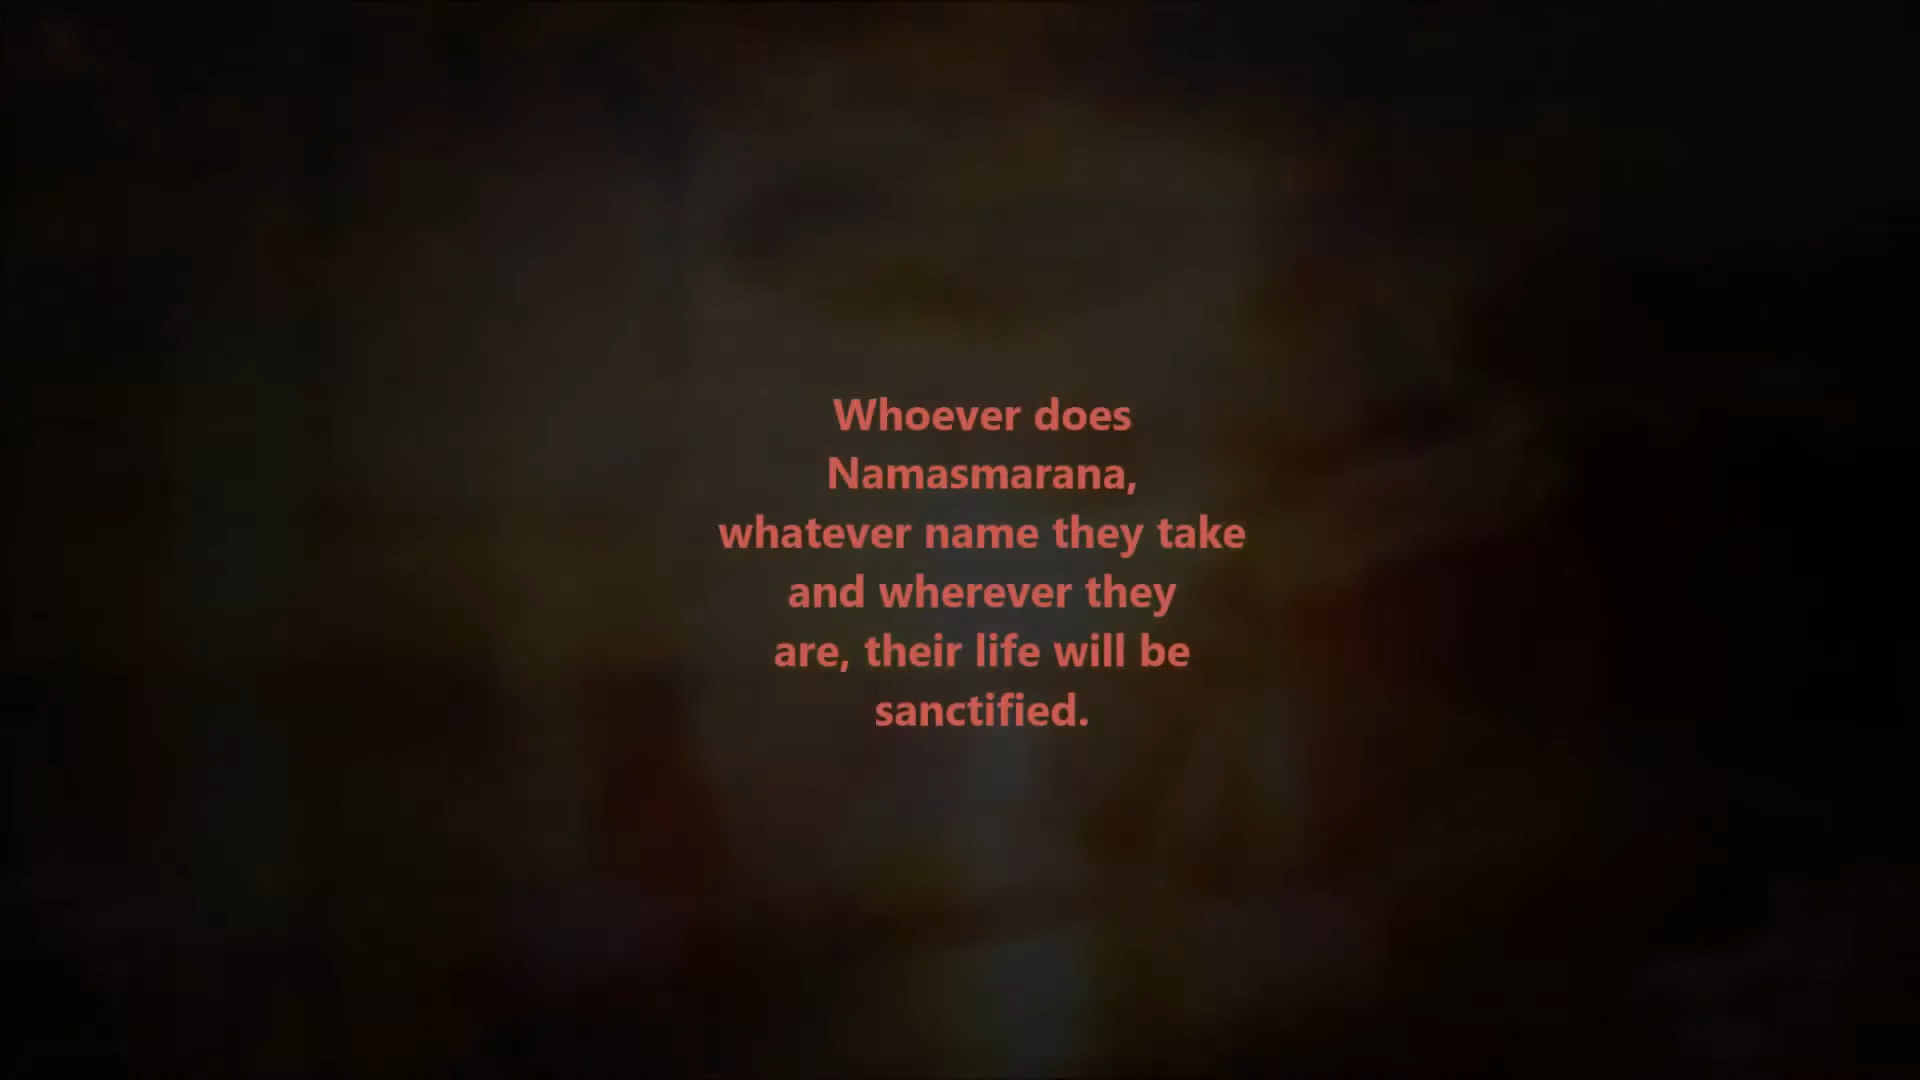 Whoever does
Namasmarana,
whatever name they take
and wherever they
are, their life will be
sanctified.